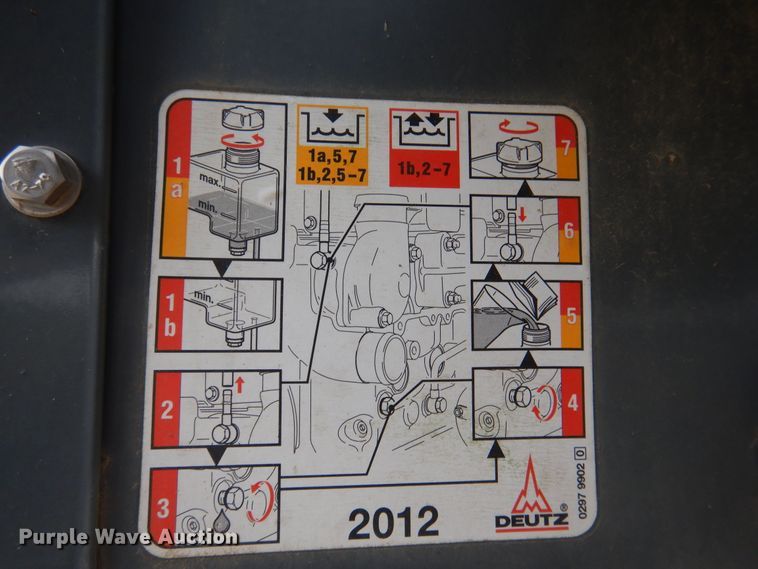 1
a
max.
min.
1a,5,7
1b,2,5-7
1b,2-7
7
6
1
b
min.
5
2
4
3
2012
DEUTZ®
0297 9902 0
Purple Wave Auction